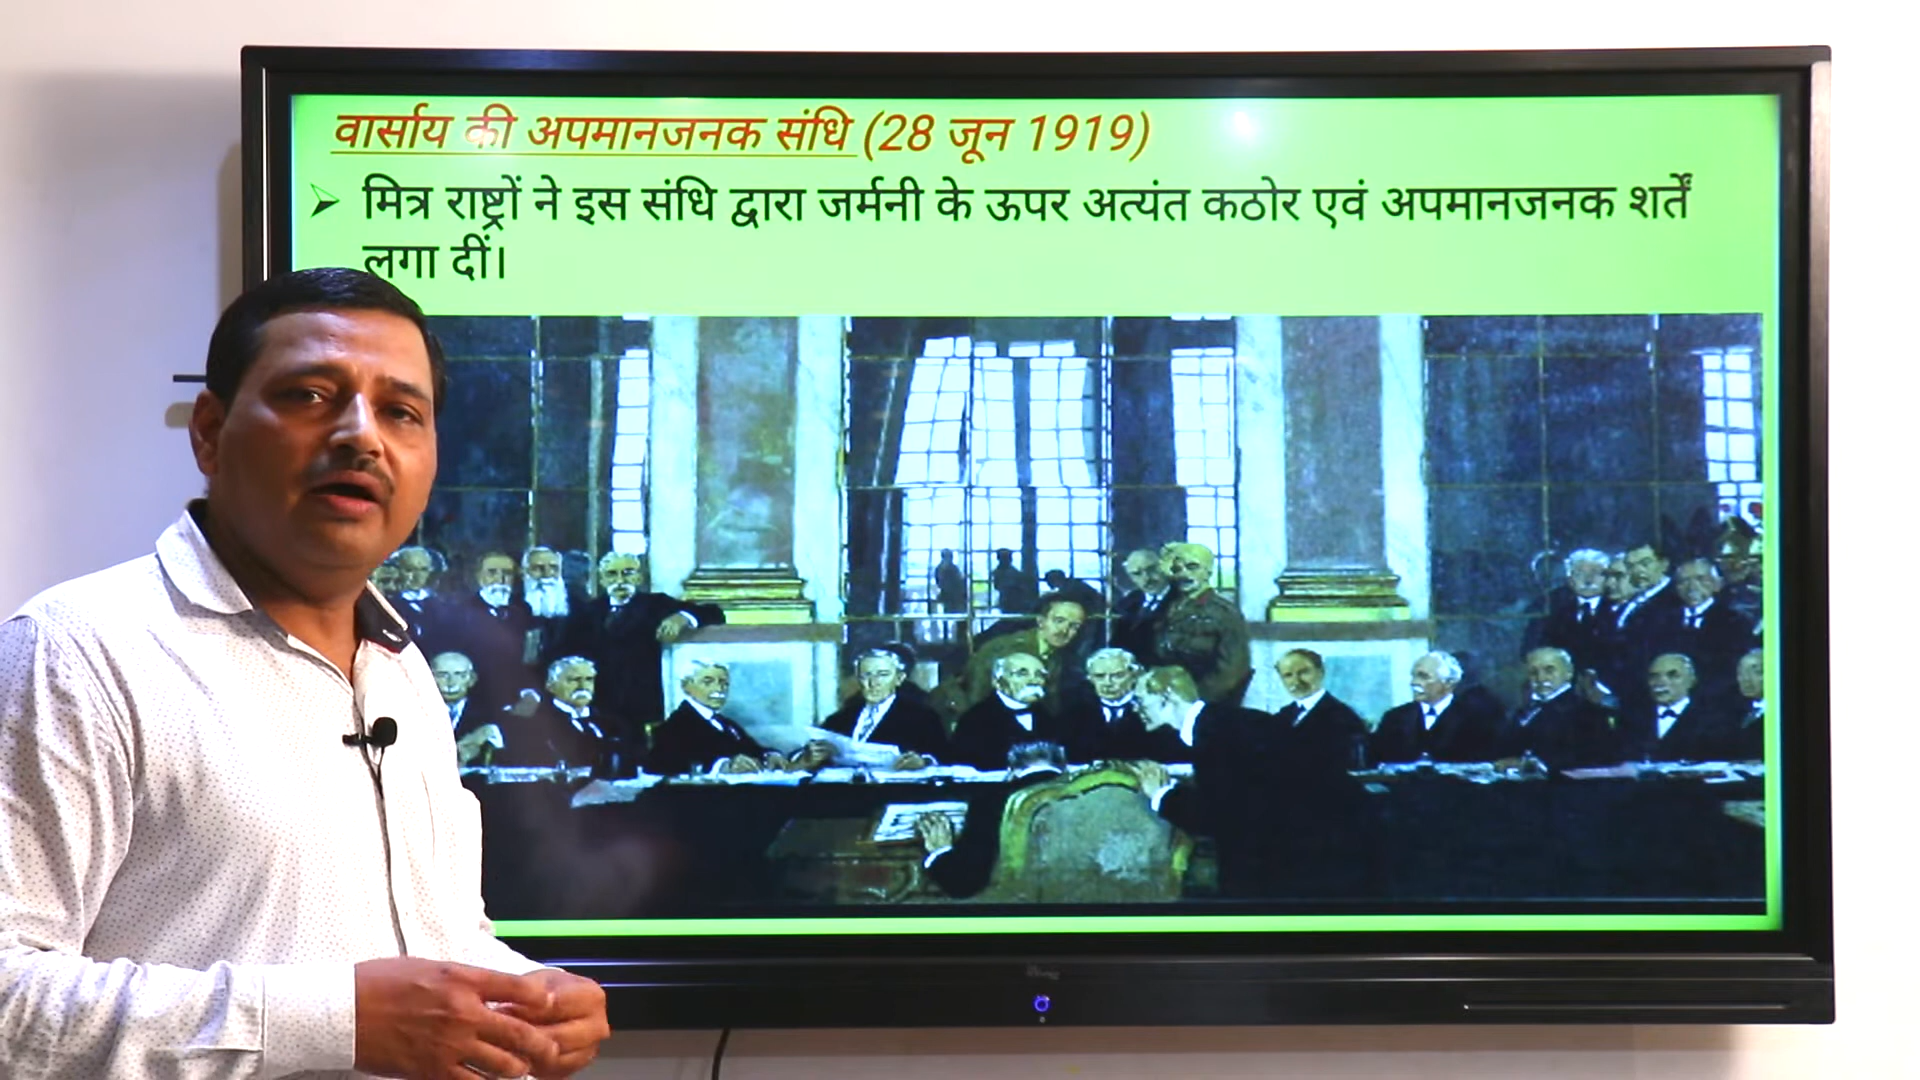 वार्साय की अपमानजनक संधि (28 जून 1919)
➢ मित्र राष्ट्रों ने इस संधि द्वारा जर्मनी के ऊपर अत्यंत कठोर एवं अपमानजनक शर्तें
लगा दीं।